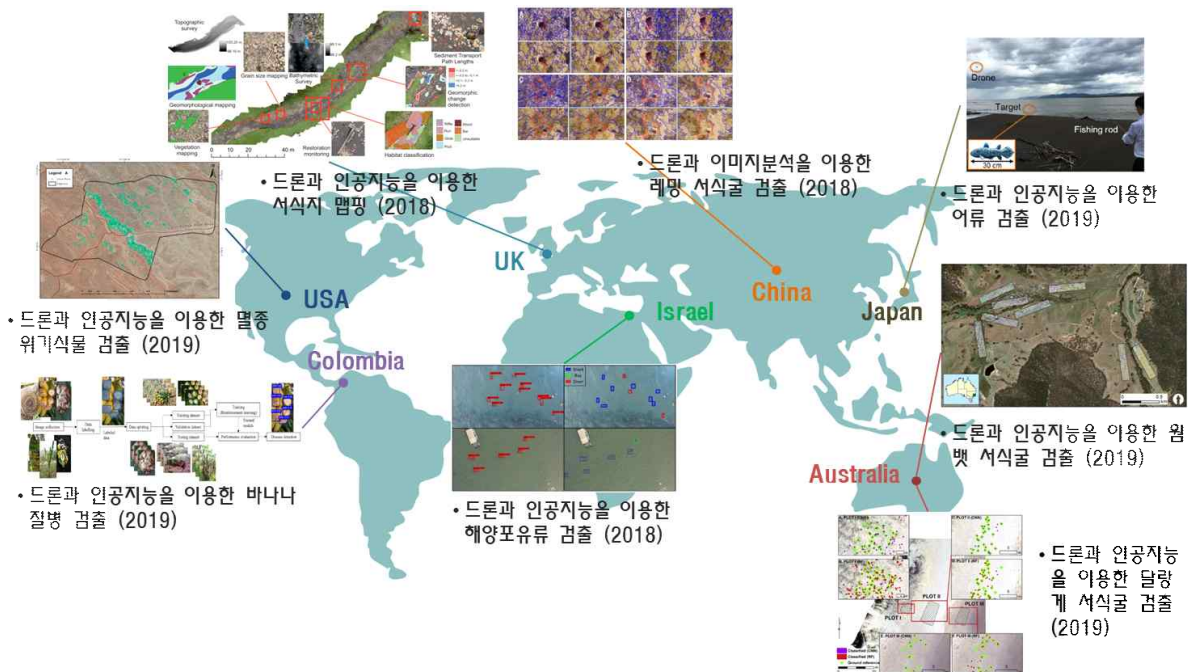 Topographic survey
Grain size mapping
Bathymetric Survey
Sediment Transport Path Lengths
Geomorphological mapping
Geomorphic change detection
Vegetation mapping
0 20 40 m
Restoration monitoring
Habitat classification
• 드론과 인공지능을 이용한
서식지 맵핑 (2018)
• 드론과 이미지분석을 이용한
레밍 서식굴 검출 (2018)
Drone
Target
Fishing rod
30 cm
• 드론과 인공지능을 이용한
어류 검출 (2019)
Legend
• 드론과 인공지능을 이용한 멸종
위기식물 검출 (2019)
USA
UK
Israel
China
Japan
Colombia
Australia
• 드론과 인공지능을 이용한 바나나
질병 검출 (2019)
• 드론과 인공지능을 이용한
해양포유류 검출 (2018)
• 드론과 인공지능을 이용한 웜
뱃 서식굴 검출 (2019)
PLOT I
PLOT II
PLOT III
• 드론과 인공지능
을 이용한 달랑
게 서식굴 검출
(2019)